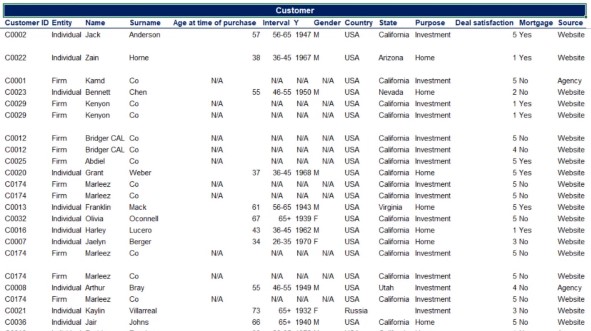 Customer
Customer ID Entity Name Surname Age at time of purchase Interval Y Gender Country State Purpose Deal satisfaction Mortgage Source
C0002 Individual Jack Anderson 57 56-65 1947 M USA California Investment 5 Yes Website
C0022 Individual Zain Horne 38 36-45 1967 M USA Arizona Home 1 Yes Website
C0001 Firm Kamd Co N/A N/A N/A N/A USA California Investment 5 No Agency
C0023 Individual Bennett Chen 55 46-55 1950 M USA Nevada Home 2 No Website
C0029 Firm Kenyon Co N/A N/A N/A N/A USA California Investment 1 Yes Website
C0029 Firm Kenyon Co N/A N/A N/A N/A USA California Investment 1 Yes Website
C0012 Firm Bridger CAL Co N/A N/A N/A N/A USA California Investment 5 No Website
C0012 Firm Bridger CAL Co N/A N/A N/A N/A USA California Investment 4 No Website
C0025 Firm Abdiel Co N/A N/A N/A N/A USA California Investment 5 Yes Website
C0020 Individual Grant Weber 37 36-45 1968 M USA California Home 5 Yes Website
C0174 Firm Marleez Co N/A N/A N/A N/A USA California Investment 5 No Website
C0174 Firm Marleez Co N/A N/A N/A N/A USA California Investment 5 No Website
C0013 Individual Franklin Mack 61 56-65 1943 M USA Virginia Home 5 Yes Website
C0032 Individual Olivia Oconnell 67 65+ 1939 F USA California Investment 5 No Website
C0016 Individual Harley Lucero 43 36-45 1962 M USA California Home 1 Yes Website
C0007 Individual Jaelyn Berger 34 26-35 1970 F USA California Home 3 No Website
C0174 Firm Marleez Co N/A N/A N/A N/A USA California Investment 5 No Website
C0174 Firm Marleez Co N/A N/A N/A N/A USA California Investment 5 No Website
C0008 Individual Arthur Bray 55 46-55 1949 M USA Utah Investment 4 No Agency
C0174 Firm Marleez Co N/A N/A N/A N/A USA California Investment 5 No Website
C0021 Individual Kaylin Villarreal 73 65+ 1932 F Russia Investment 3 No Website
C0036 Individual Jair Johns 66 65+ 1940 M USA California Home 5 No Website